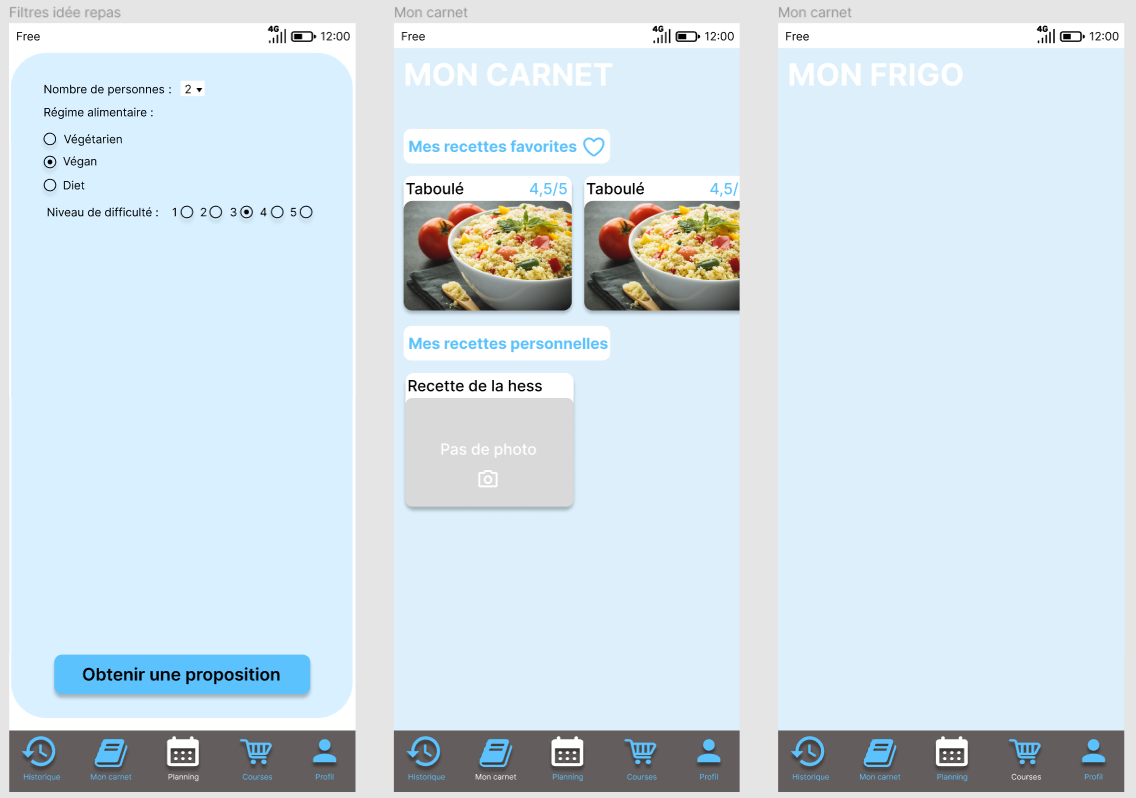 Filtres idée repas
Free 4G 12:00
Nombre de personnes : 2
Régime alimentaire :
Végétarien
Végan
Diet
Niveau de difficulté : 1 2 3 4 5
Obtenir une proposition
Historique Mon carnet Planning Courses Profil
Mon carnet
Free 4G 12:00
MON CARNET
Mes recettes favorites
Taboulé 4,5/5
Taboulé 4,5/
Mes recettes personnelles
Recette de la hess
Pas de photo
Historique Mon carnet Planning Courses Profil
Mon carnet
Free 4G 12:00
MON FRIGO
Historique Mon carnet Planning Courses Profil